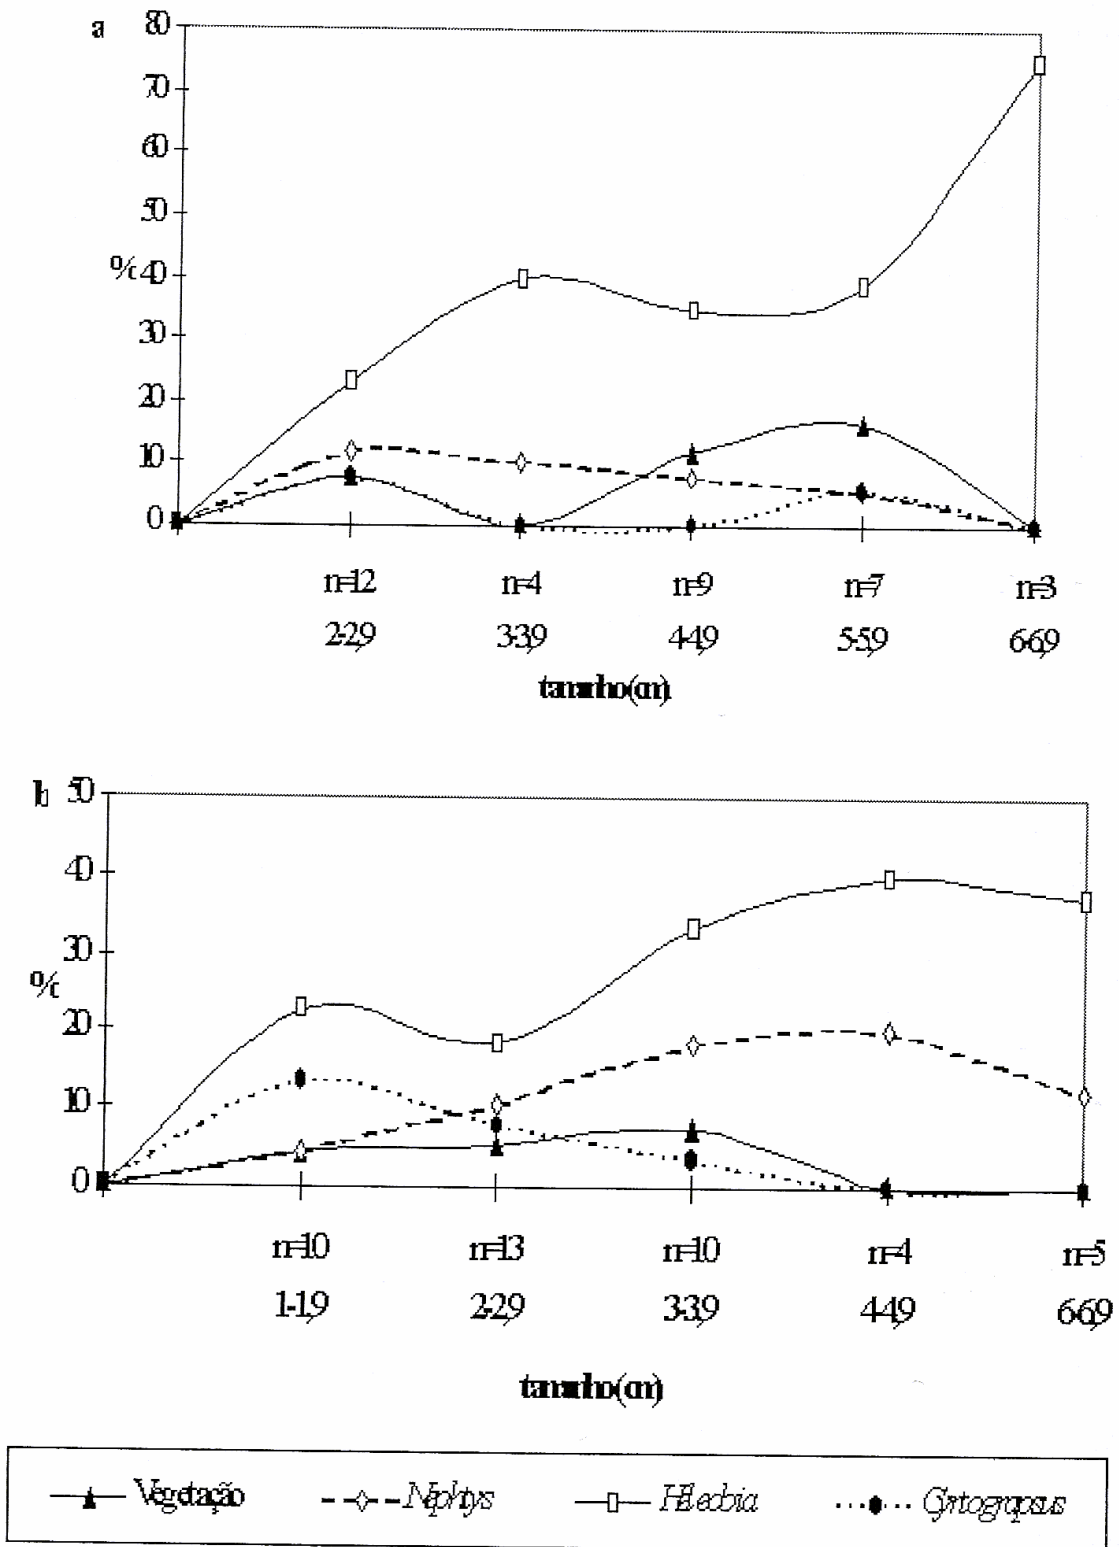 a
80
70
60
50
% 40
30
20
10
0
n=12 n=4 n=9 n=7 n=3
2-2,9 3-3,9 4-4,9 5-5,9 6-6,9
tamanho(cm)
b
50
40
30
%
20
10
0
n=10 n=13 n=10 n=4 n=5
1-1,9 2-2,9 3-3,9 4-4,9 6-6,9
tamanho(cm)
Vegetação Nephtys Heleobia Cyrtograpsus